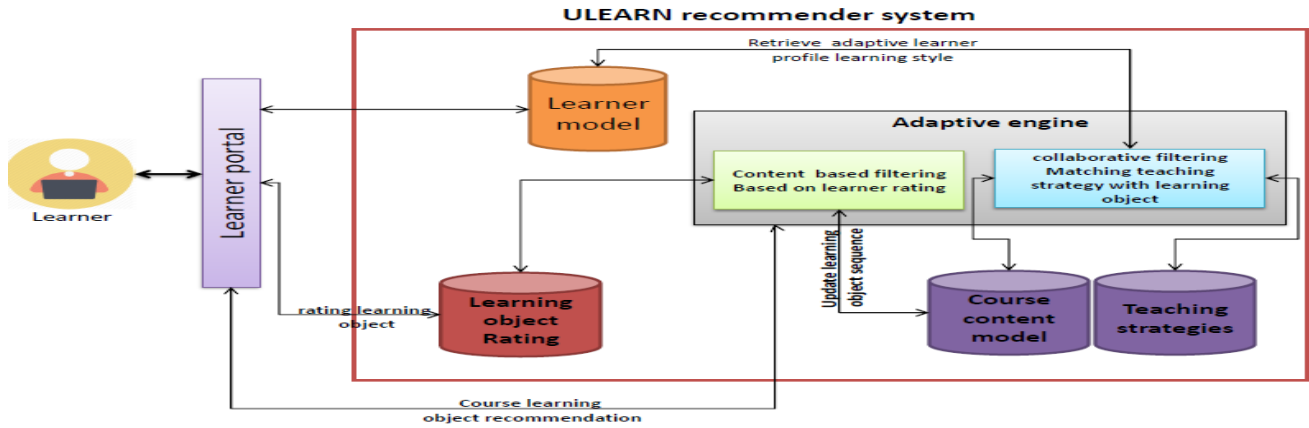 ULEARN recommender system
Retrieve adaptive learner
profile learning style
Learner
model
Adaptive engine
Content based filtering
Based on learner rating
collaborative filtering
Matching teaching
strategy with learning
object
Learner portal
Learner
Update learning
object sequence
Learning
object
Rating
rating learning
object
Course
content
model
Teaching
strategies
Course learning
object recommendation